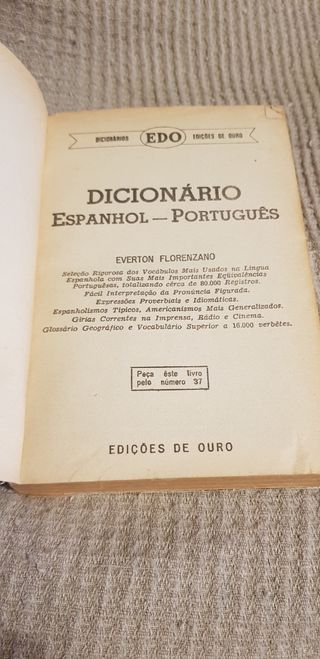 DICIONÁRIOS EDO EDIÇÕES DE OURO
DICIONÁRIO
ESPANHOL — PORTUGUÊS
EVERTON FLORENZANO
Seleção Rigorosa dos Vocábulos Mais Usados na Língua
Espanhola com Suas Mais Importantes Eqüivalências
Portuguêsas, totalizando cêrca de 80.000 Registros.
Fácil Interpretação da Pronúncia Figurada.
Expressões Proverbiais e Idiomáticas.
Espanholismos Típicos, Americanismos Mais Generalizados.
Gírias Correntes na Imprensa, Rádio e Cinema.
Glossário Geográfico e Vocabulário Superior a 16.000 verbêtes.
Peça êste livro
pelo número 37
EDIÇÕES DE OURO